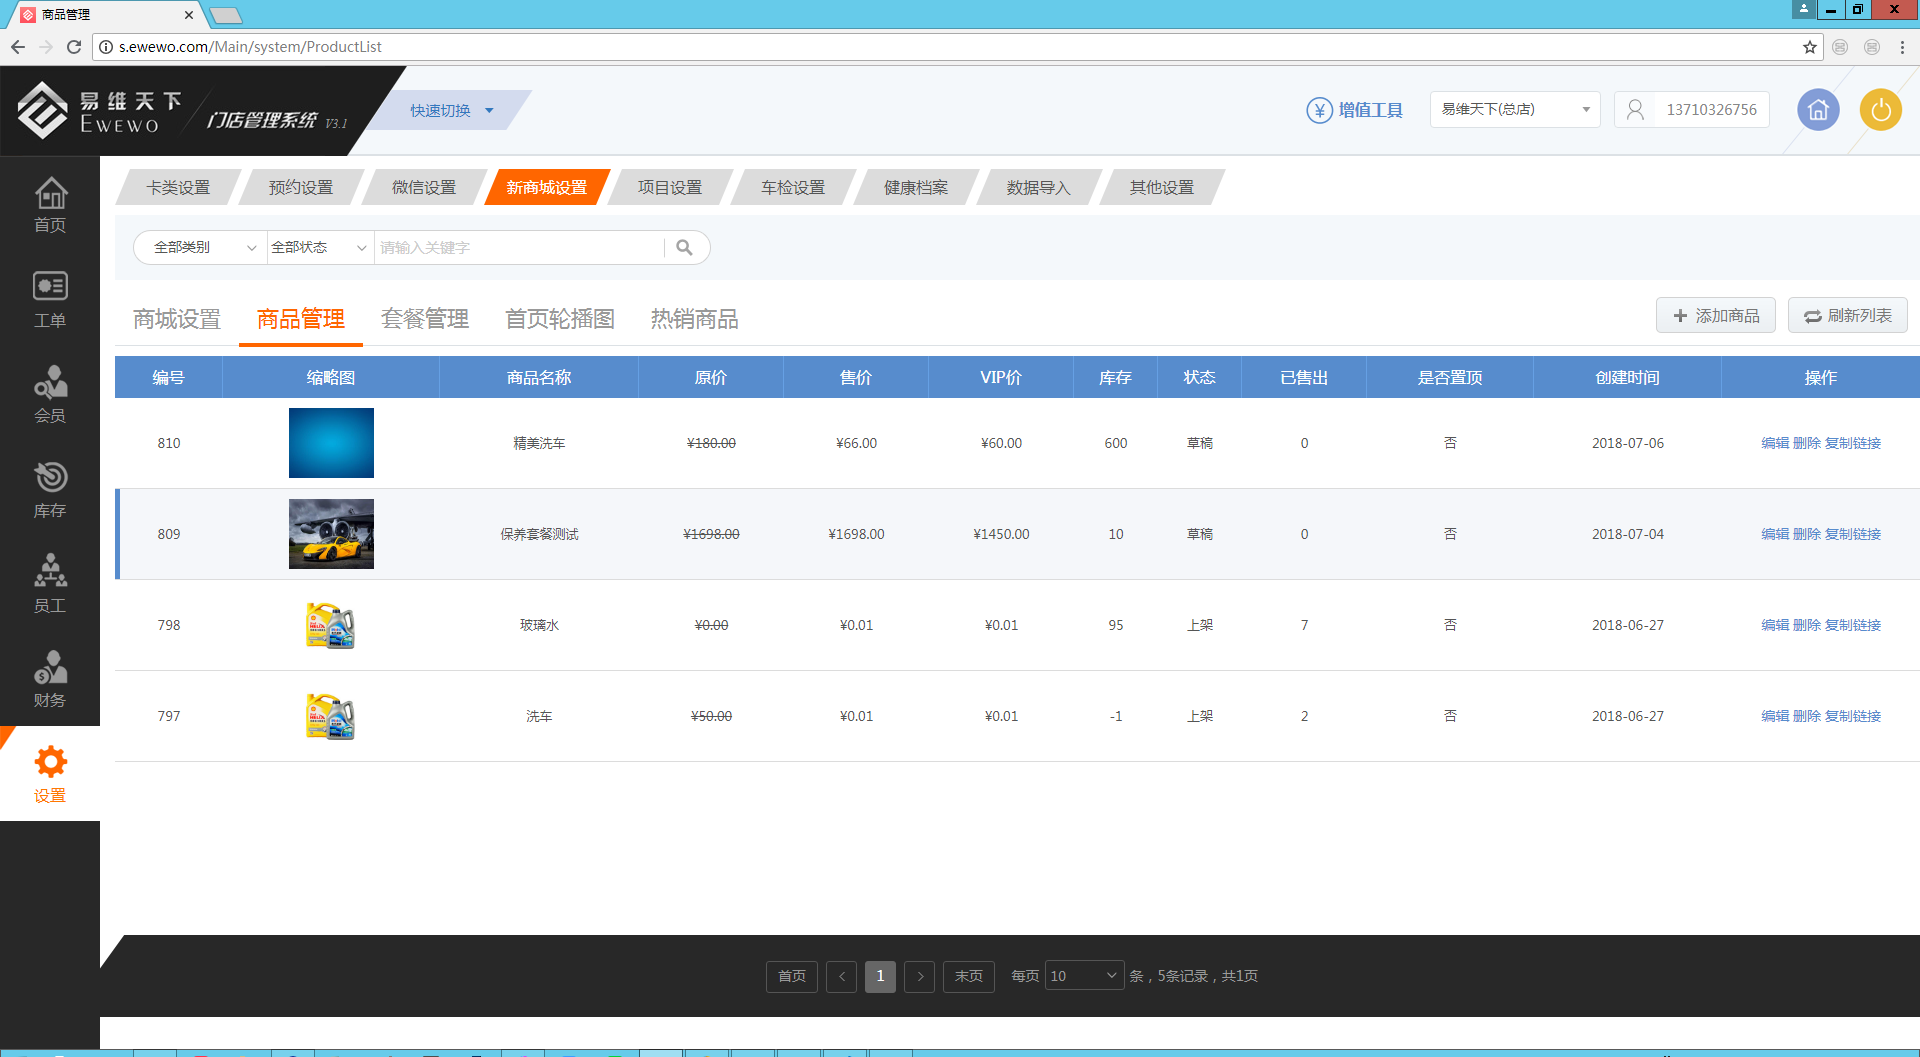 商品管理
s.ewewo.com/Main/system/ProductList
易维天下
EWEWO
门店管理系统 V3.1
快速切换
增值工具
易维天下(总店)
13710326756
首页
工单
会员
库存
员工
财务
设置
卡类设置 预约设置 微信设置 新商城设置 项目设置 车检设置 健康档案 数据导入 其他设置
全部类别 全部状态 请输入关键字
商城设置 商品管理 套餐管理 首页轮播图 热销商品
添加商品 刷新列表
编号 缩略图 商品名称 原价 售价 VIP价 库存 状态 已售出 是否置顶 创建时间 操作
810 精美洗车 ¥180.00 ¥66.00 ¥60.00 600 草稿 0 否 2018-07-06 编辑 删除 复制链接
809 保养套餐测试 ¥1698.00 ¥1698.00 ¥1450.00 10 草稿 0 否 2018-07-04 编辑 删除 复制链接
798 玻璃水 ¥0.00 ¥0.01 ¥0.01 95 上架 7 否 2018-06-27 编辑 删除 复制链接
797 洗车 ¥50.00 ¥0.01 ¥0.01 -1 上架 2 否 2018-06-27 编辑 删除 复制链接
首页 < 1 > 末页 每页 10 条，5条记录，共1页